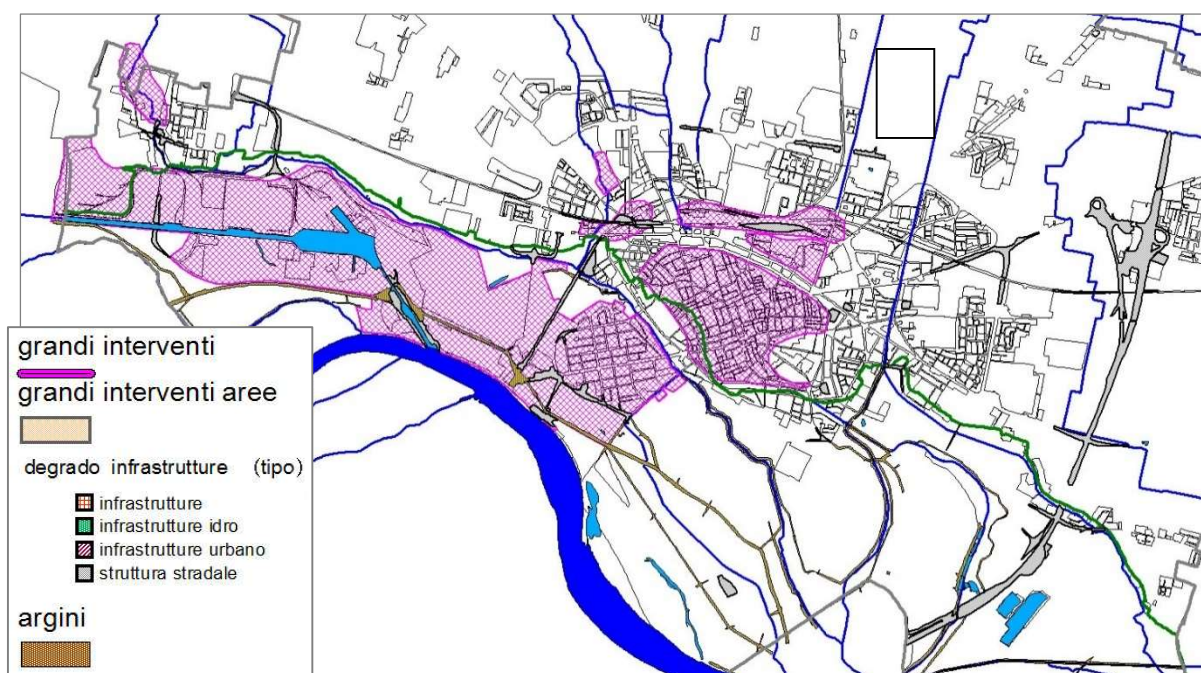 grandi interventi
grandi interventi aree
degrado infrastrutture (tipo)
infrastrutture
infrastrutture idro
infrastrutture urbano
struttura stradale
argini